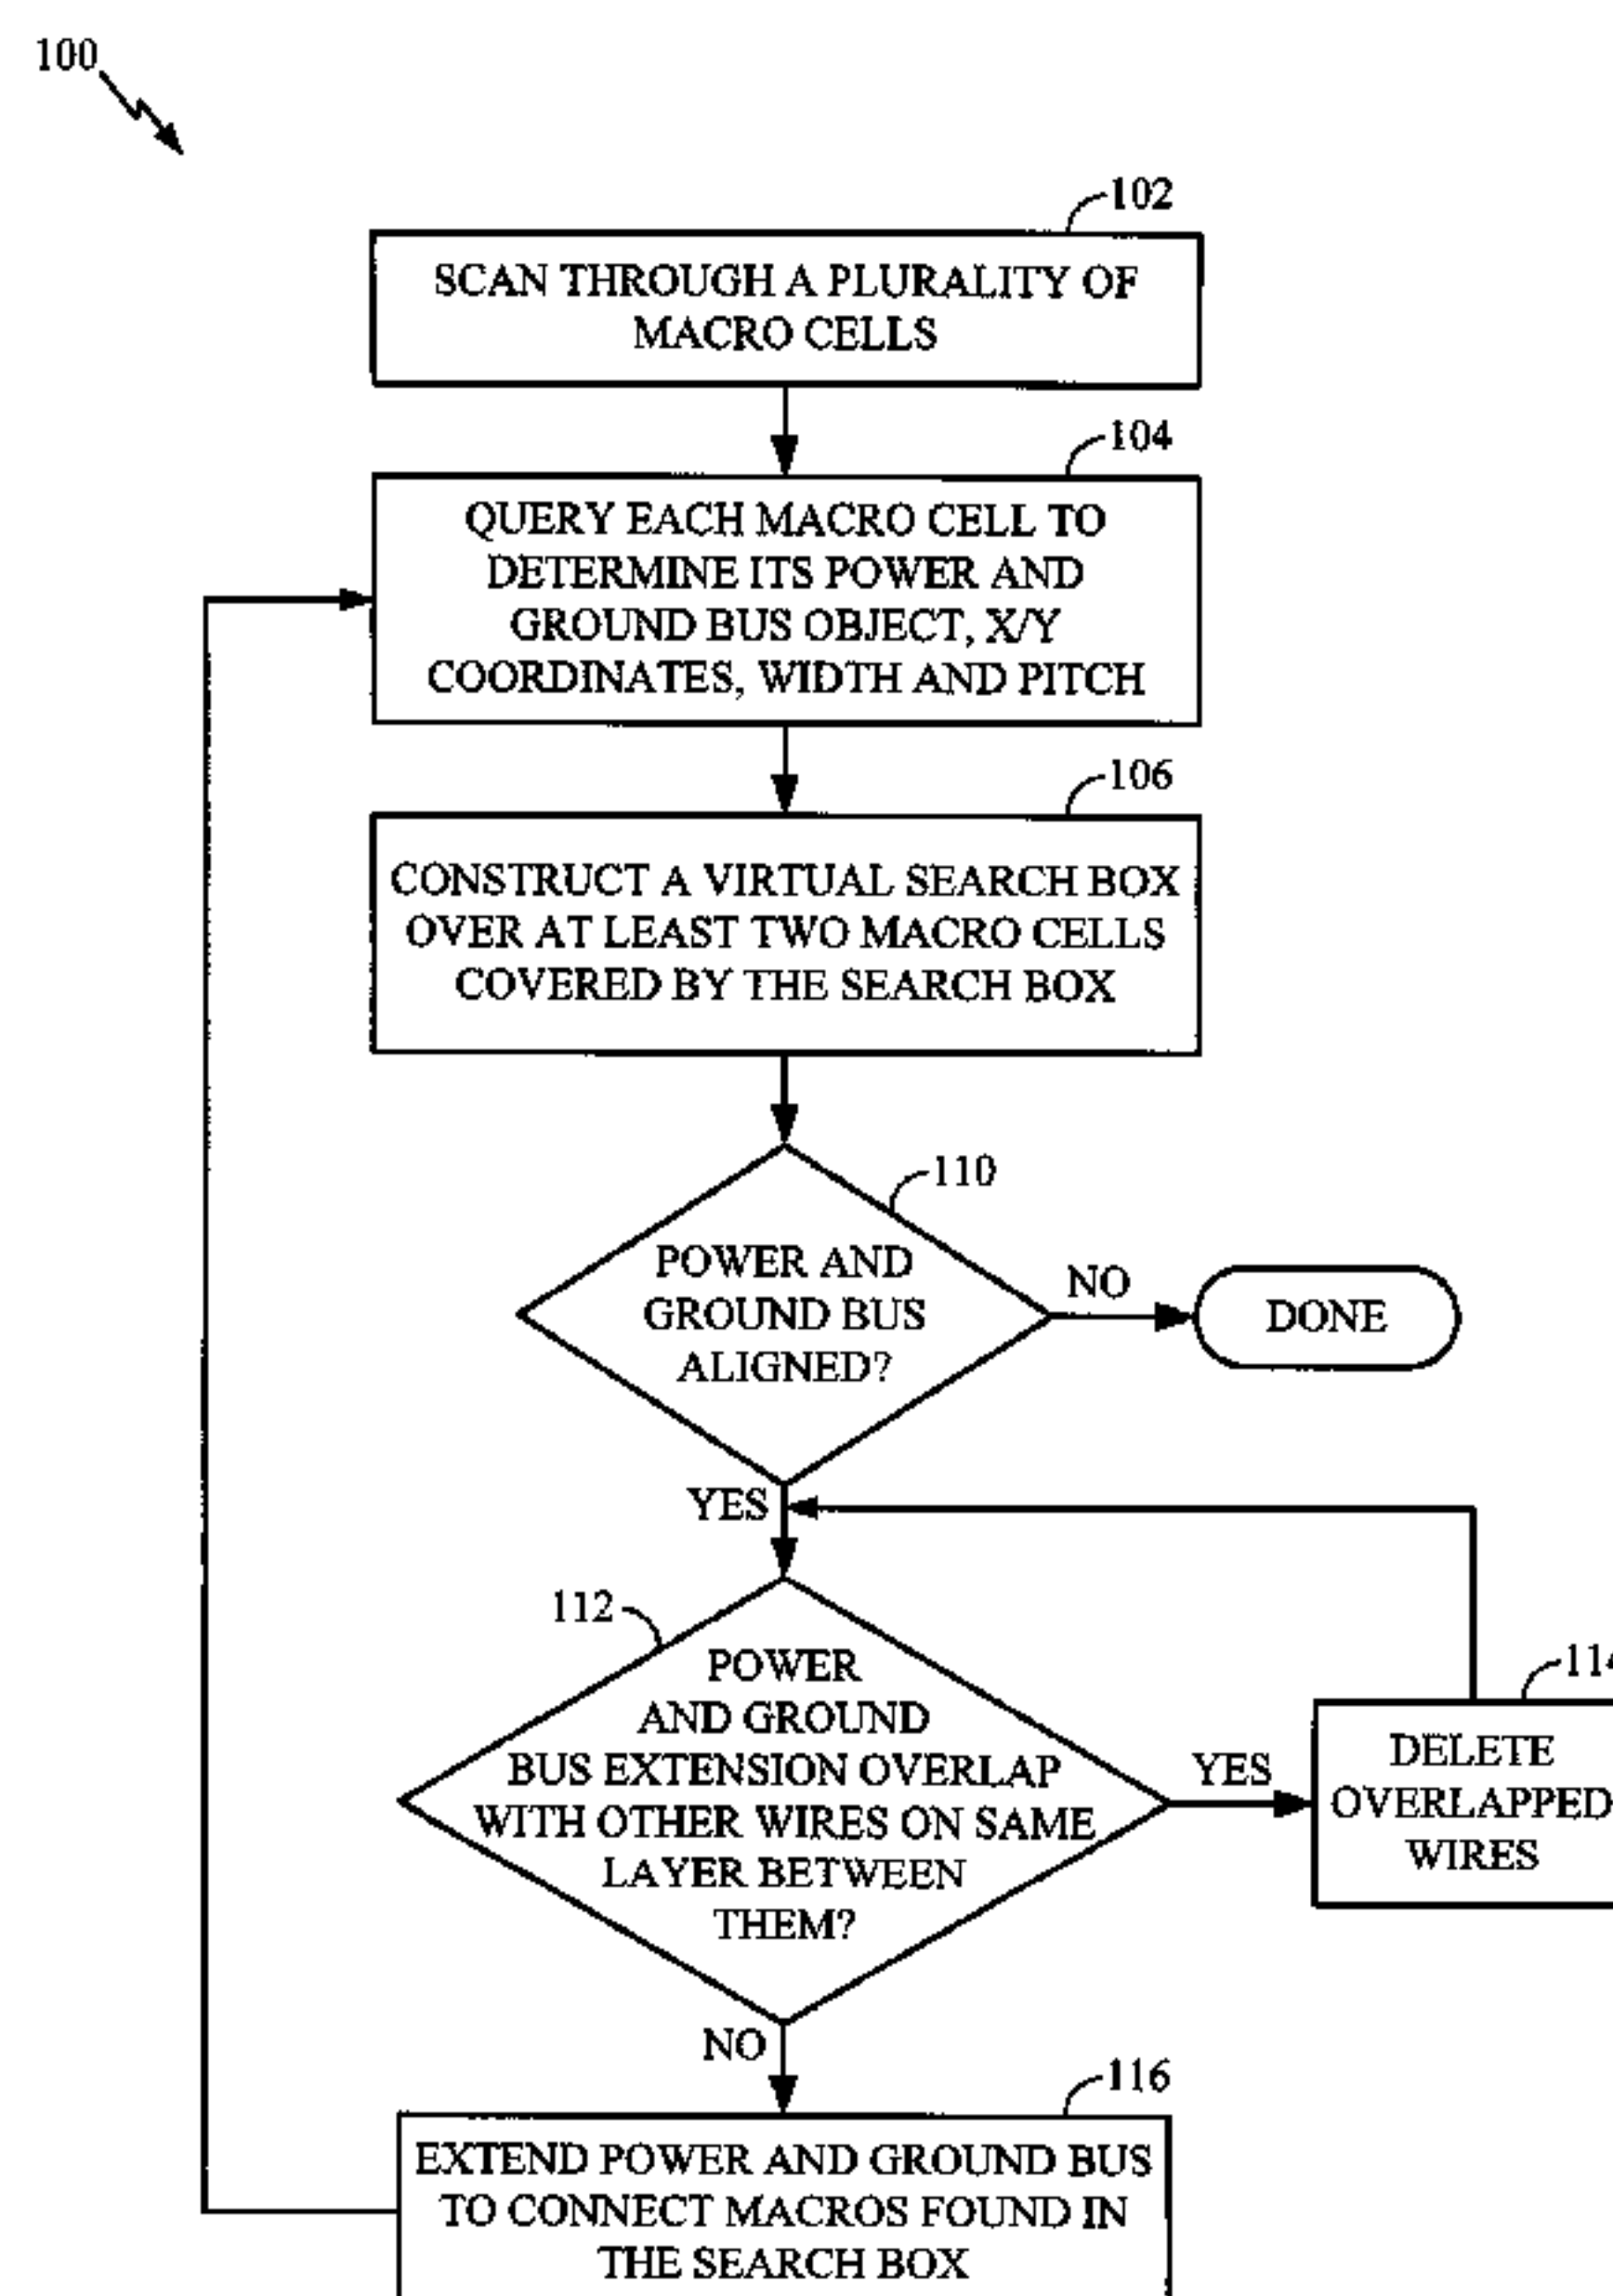 100
102
SCAN THROUGH A PLURALITY OF
MACRO CELLS
104
QUERY EACH MACRO CELL TO
DETERMINE ITS POWER AND
GROUND BUS OBJECT, X/Y
COORDINATES, WIDTH AND PITCH
106
CONSTRUCT A VIRTUAL SEARCH BOX
OVER AT LEAST TWO MACRO CELLS
COVERED BY THE SEARCH BOX
110
POWER AND
GROUND BUS
ALIGNED?
NO
DONE
YES
112
POWER
AND GROUND
BUS EXTENSION OVERLAP
WITH OTHER WIRES ON SAME
LAYER BETWEEN
THEM?
YES
114
DELETE
OVERLAPPED
WIRES
NO
116
EXTEND POWER AND GROUND BUS
TO CONNECT MACROS FOUND IN
THE SEARCH BOX